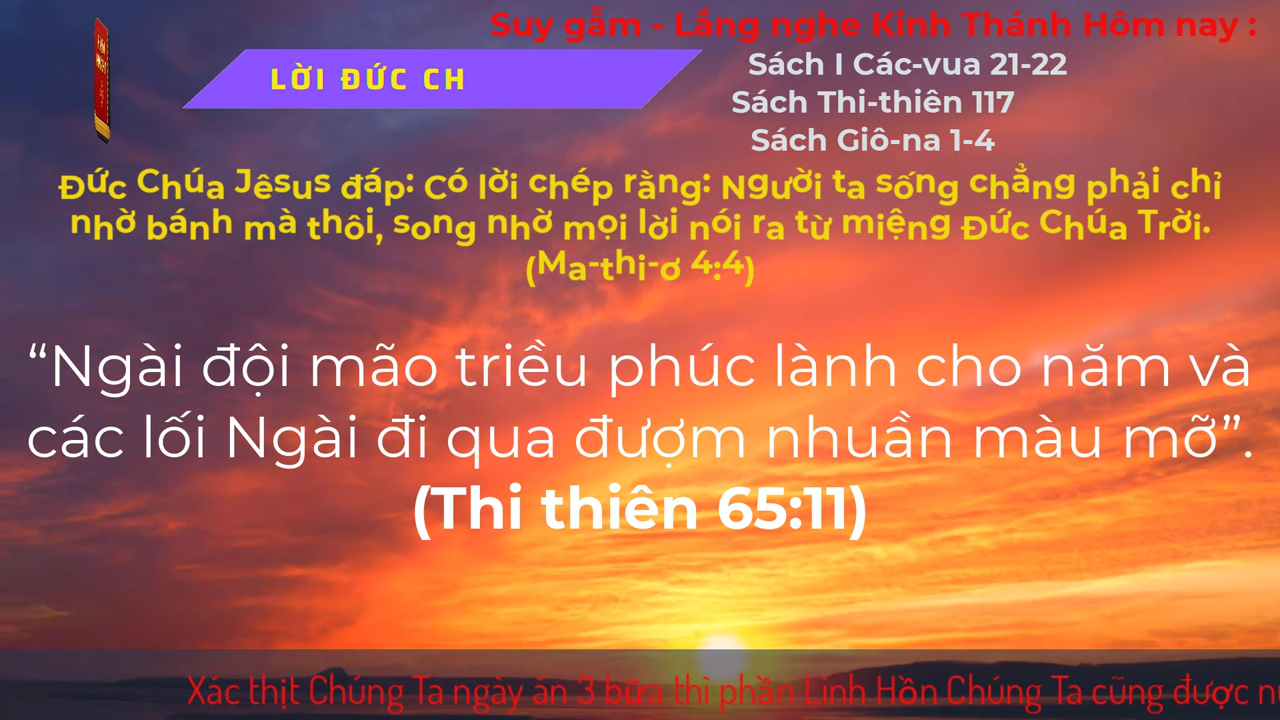 Suy gẫm - Lắng nghe Kinh Thánh Hôm nay :
LỜI ĐỨC CH
Sách I Các-vua 21-22
Sách Thi-thiên 117
Sách Giô-na 1-4
Đức Chúa Jêsus đáp: Có lời chép rằng: Người ta sống chẳng phải chỉ
nhờ bánh mà thôi, song nhờ mọi lời nói ra từ miệng Đức Chúa Trời.
(Ma-thi-ơ 4:4)
“Ngài đội mão triều phúc lành cho năm và
các lối Ngài đi qua đượm nhuần màu mỡ”.
(Thi thiên 65:11)
Xác thịt Chúng Ta ngày ăn 3 bữa thì phần Linh Hồn Chúng Ta cũng được